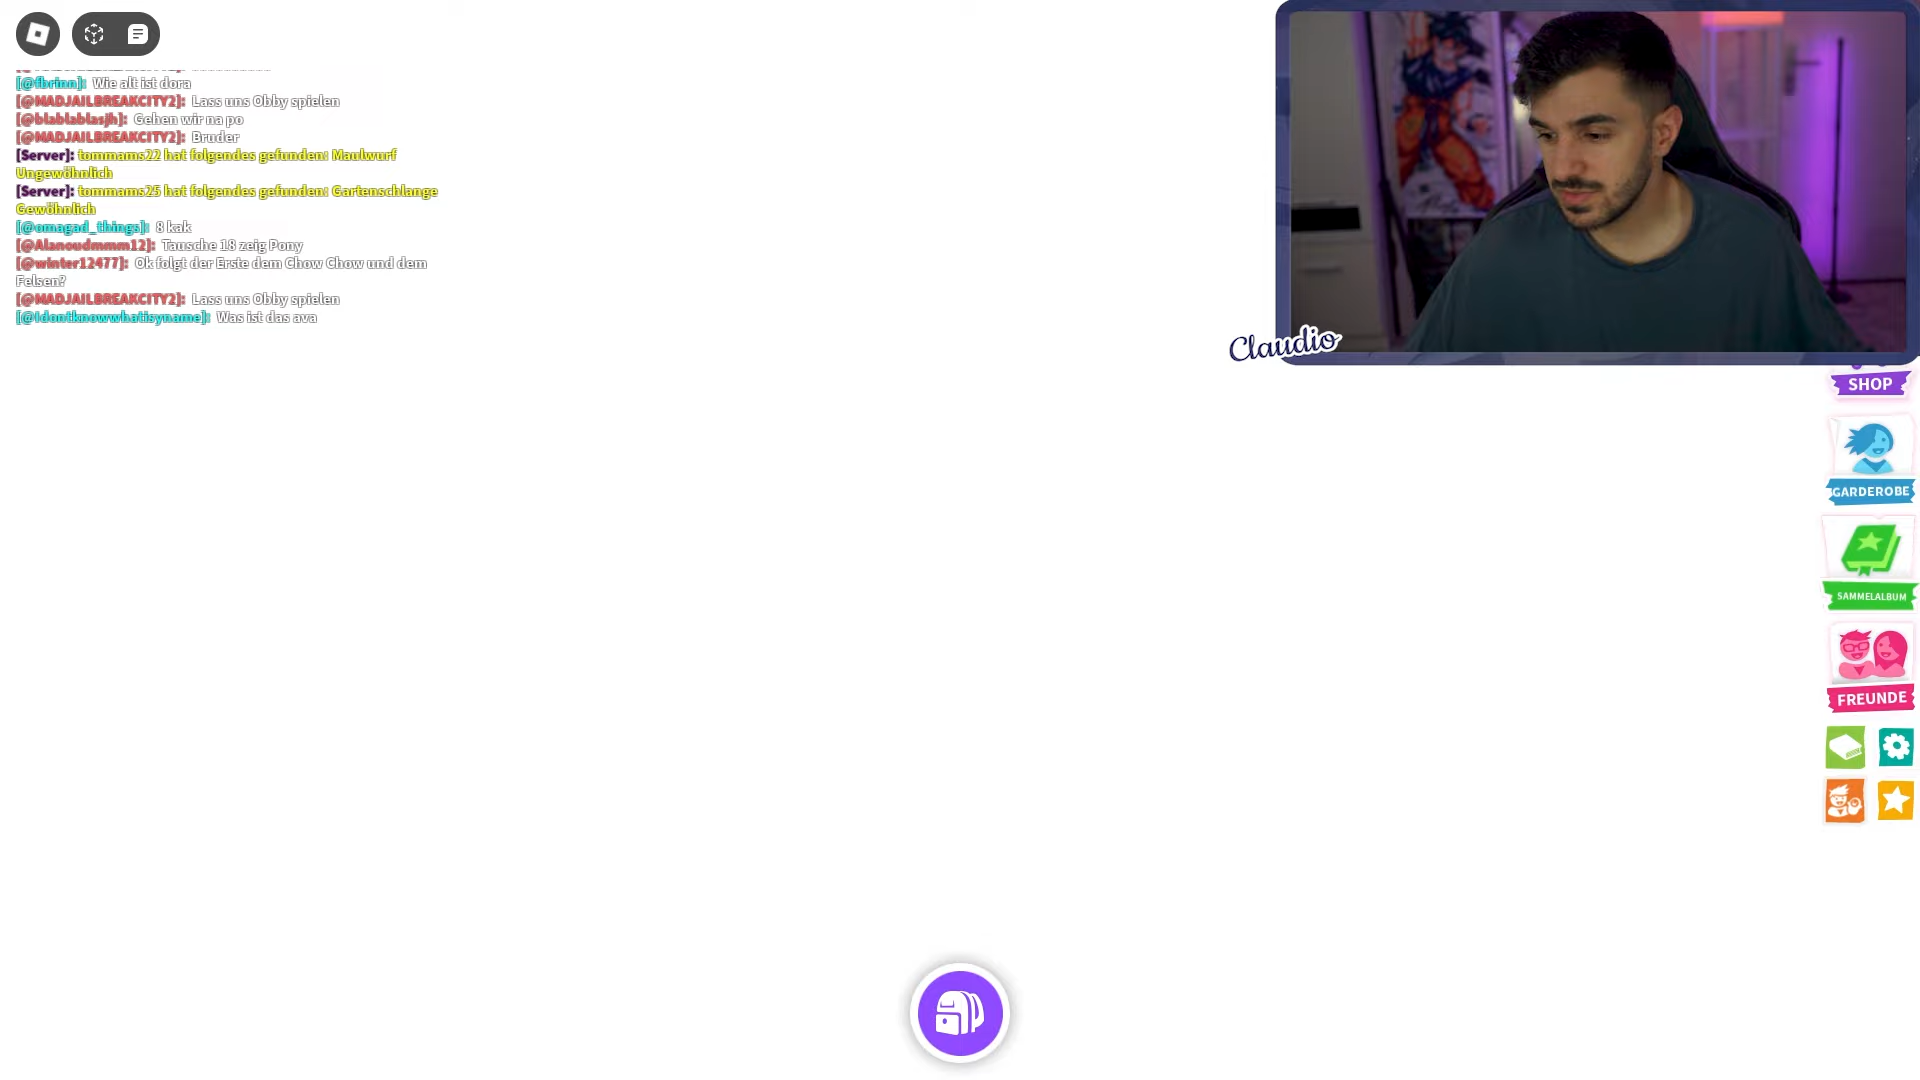 [@fbrinn]: Wie alt ist dora
[@MADJAILBREAKCITY2]: Lass uns Obby spielen
[@blablablasjh]: Gehen wir na po
[@MADJAILBREAKCITY2]: Bruder
[Server]: tommams22 hat folgendes gefunden: Maulwurf
Ungewöhnlich
[Server]: tommams25 hat folgendes gefunden: Gartenschlange
Gewöhnlich
[@omagad_things]: 8 kak
[@Alanoudmmm12]: Tausche 18 zeig Pony
[@winter12477]: Ok folgt der Erste dem Chow Chow und dem
Felsen?
[@MADJAILBREAKCITY2]: Lass uns Obby spielen
[@Idontknowwhatisyname]: Was ist das ava
Claudio
SHOP
GARDEROBE
SAMMELALBUM
FREUNDE